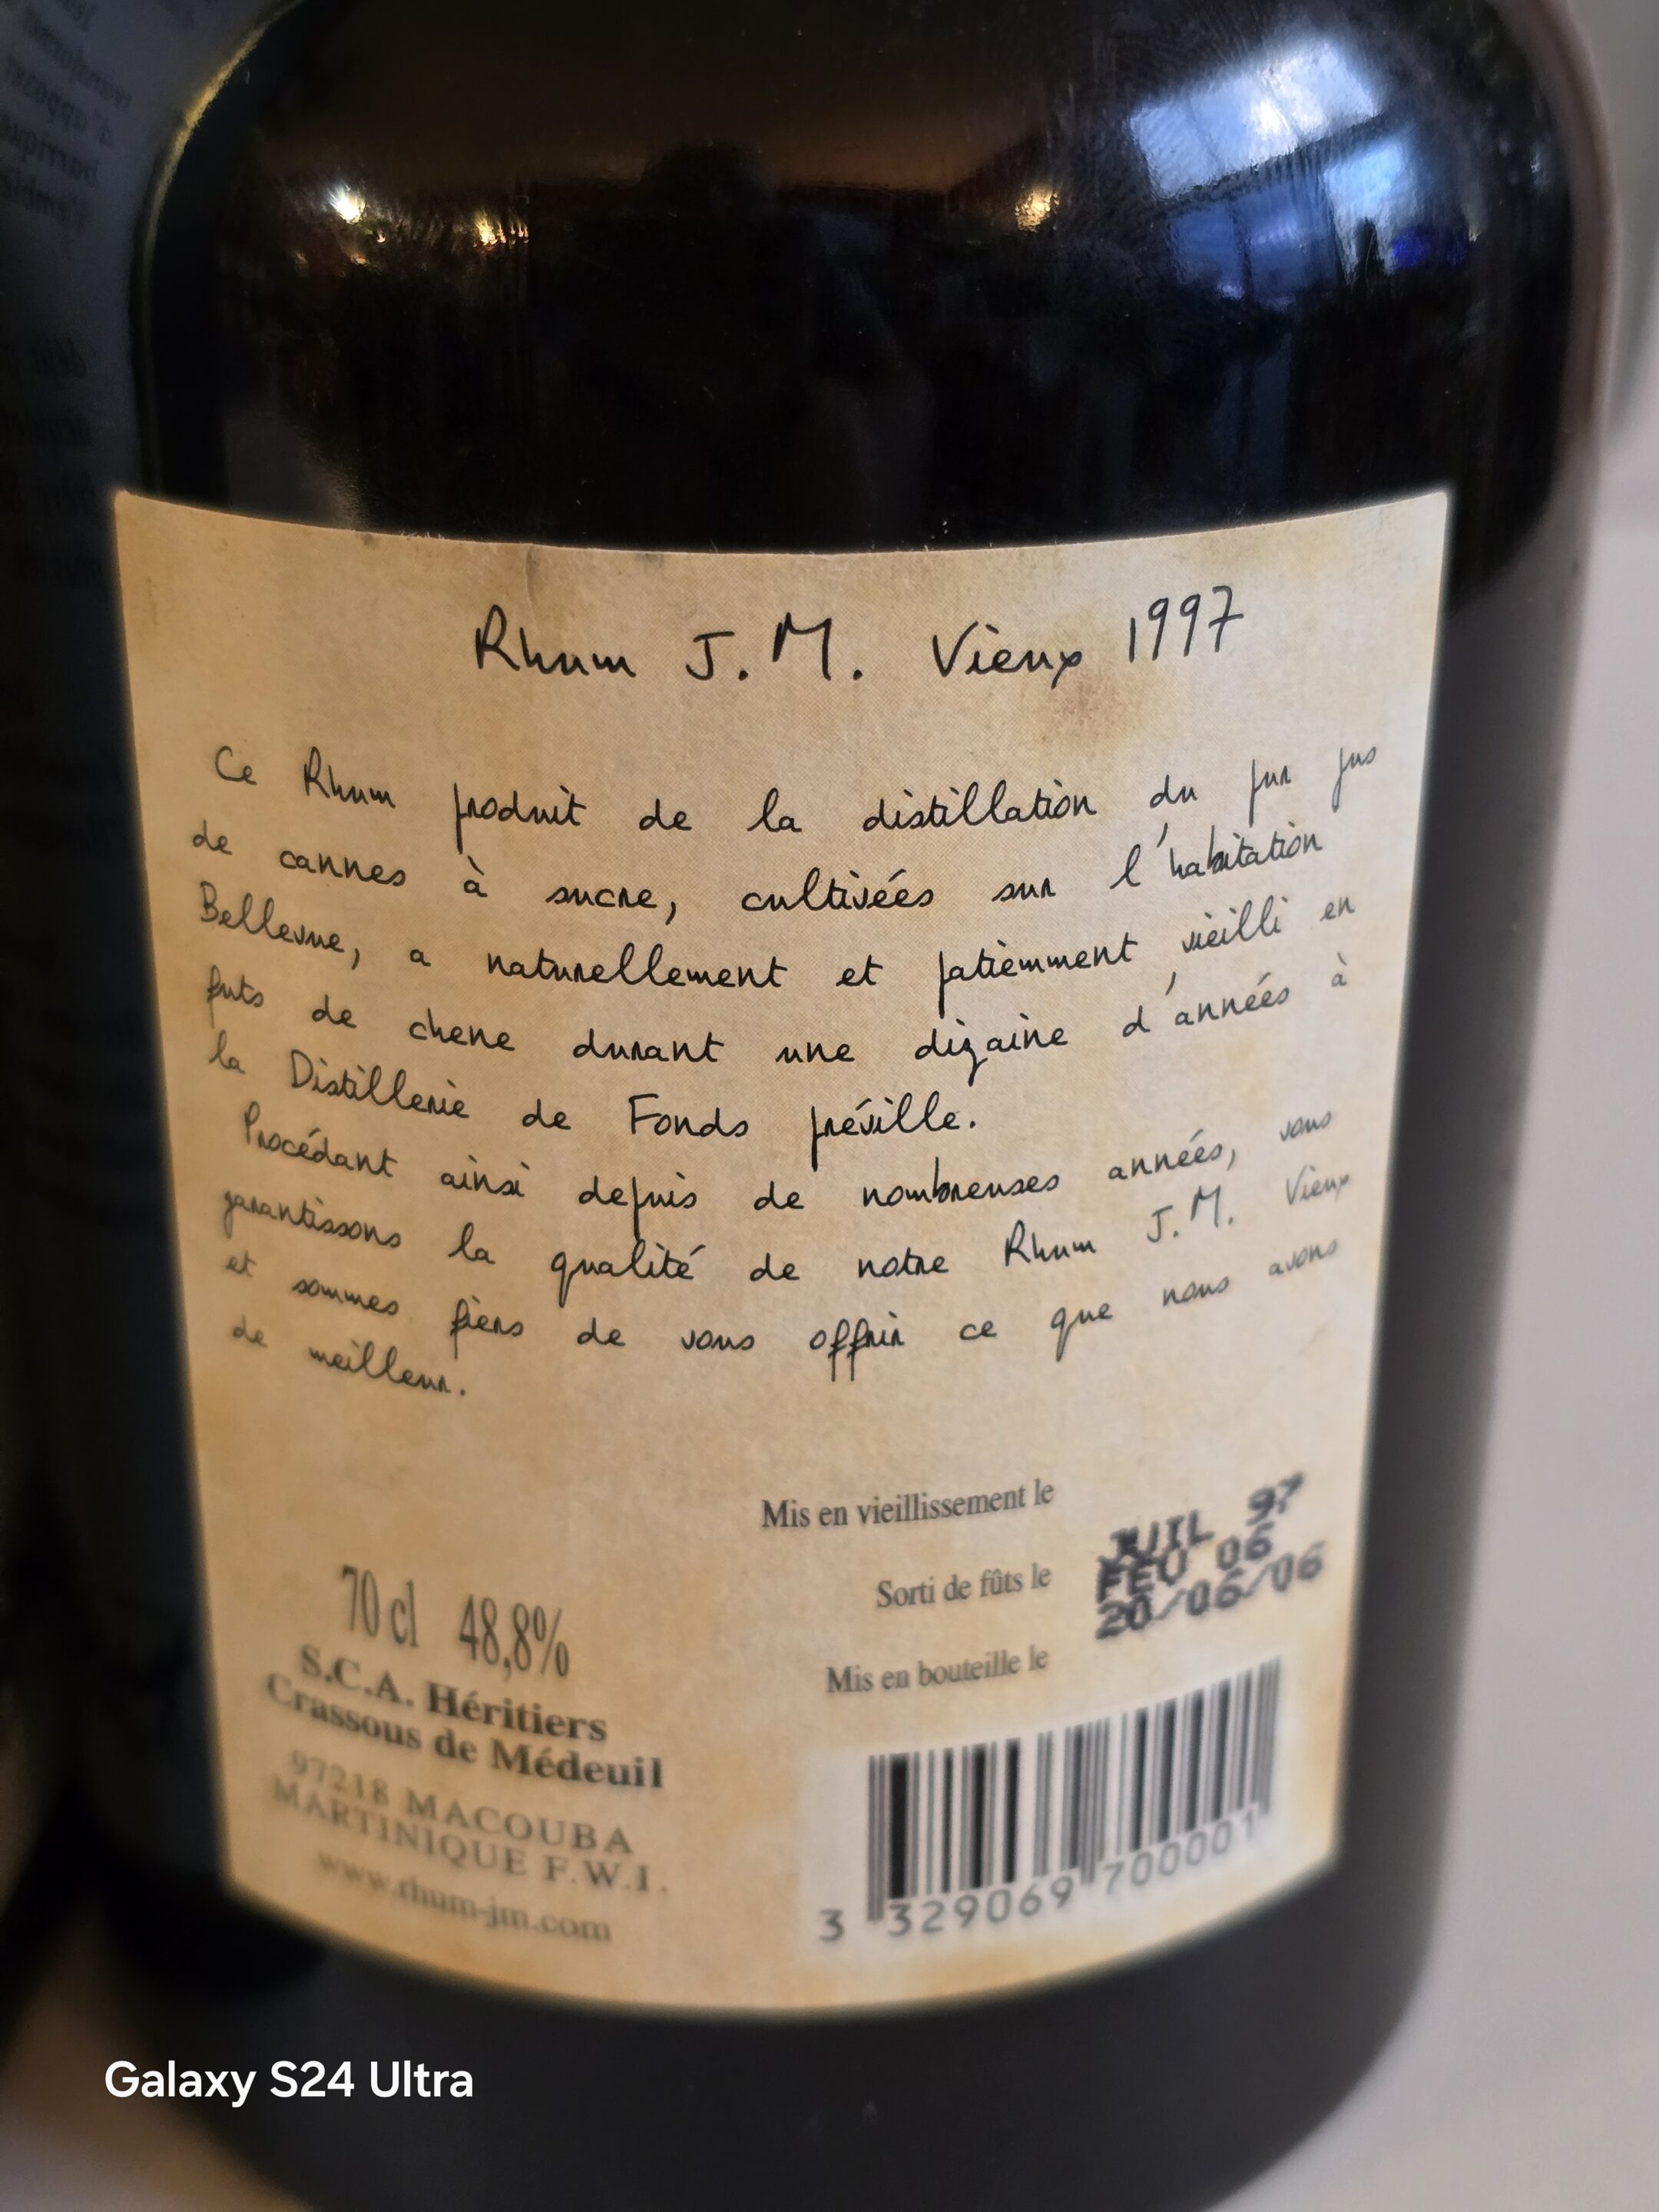 Rhum J.M. Vieux 1997
Ce Rhum produit de la distillation du pur jus
de cannes à sucre, cultivées sur l'habitation
Bellevue, a naturellement et patiemment vieilli en
futs de chene durant une dizaine d'années à
la Distillerie de Fonds préville.
Procédant ainsi depuis de nombreuses années, vous
garantissons la qualité de notre Rhum J.M. Vieux
et sommes fiers de vous offrir ce que nous avons
de meilleur.
Mis en vieillissement le JUIL 97
Sorti de fûts le FEV 06
Mis en bouteille le 20/06/06
70 cl 48,8%
S.C.A. Héritiers
Crassous de Médeuil
97218 MACOUBA
MARTINIQUE F.W.I.
www.rhum-jm.com
3 329069 700001
Galaxy S24 Ultra